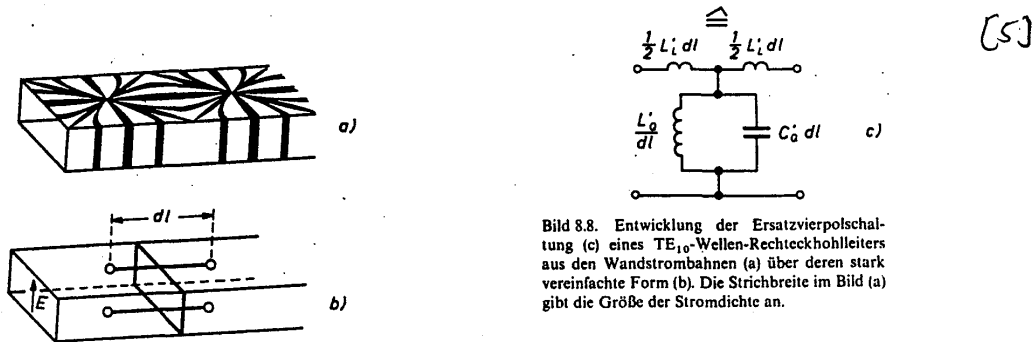 [5]
a)
dl
E
b)
≙
½ L'ᵢ dl ½ L'ᵢ dl
L'q
dl
C'q dl
c)
Bild 8.8. Entwicklung der Ersatzvierpolschal-
tung (c) eines TE₁₀-Wellen-Rechteckhohlleiters
aus den Wandstrombahnen (a) über deren stark
vereinfachte Form (b). Die Strichbreite im Bild (a)
gibt die Größe der Stromdichte an.